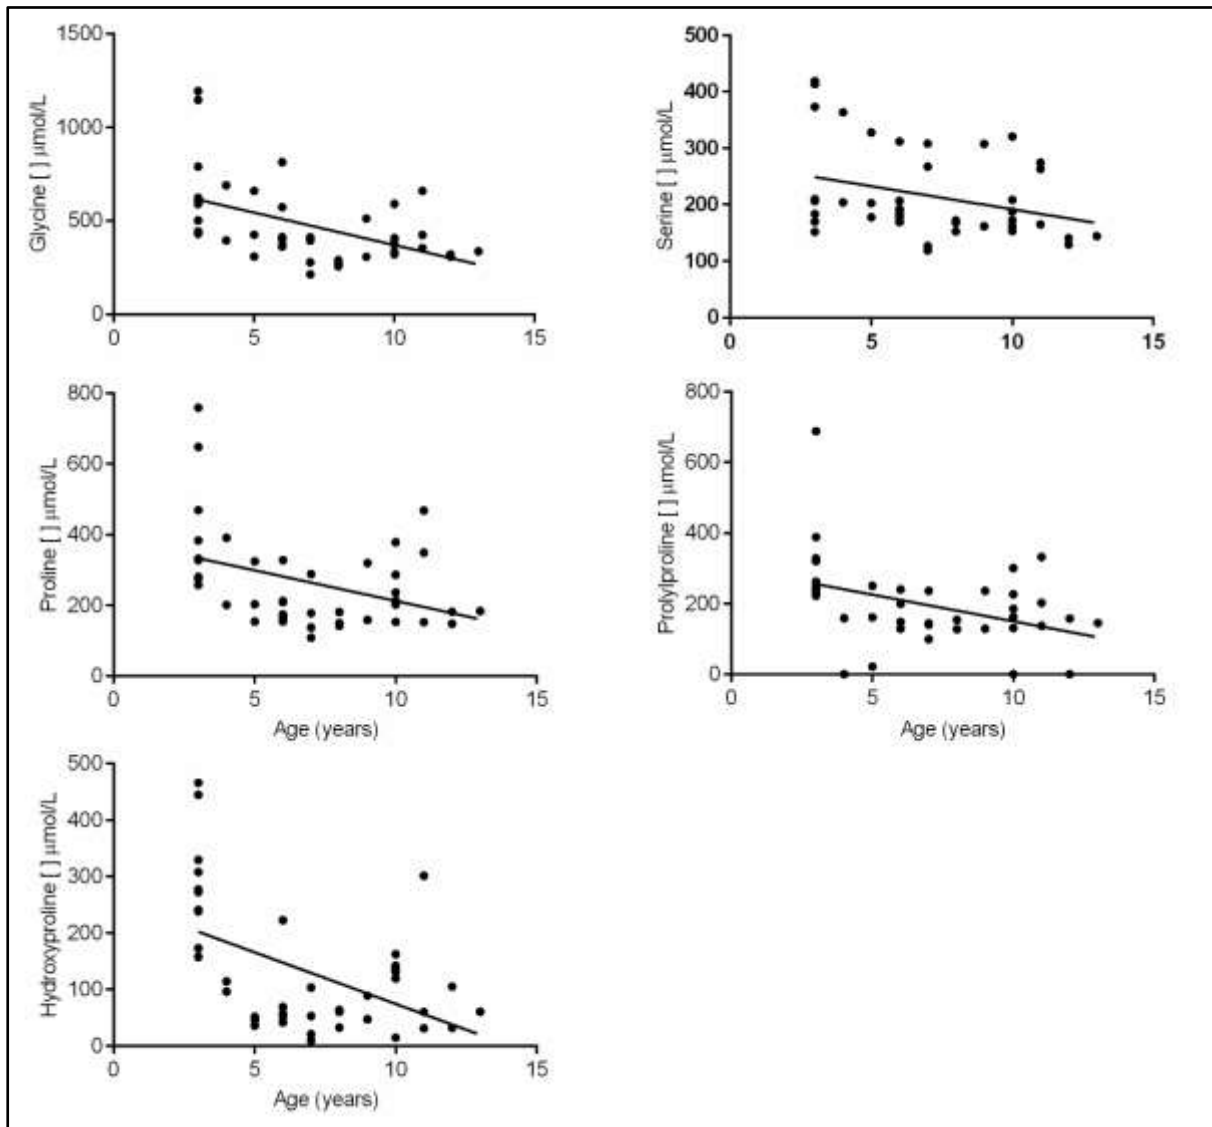 Glycine [ ] μmol/L
1500
1000
500
0
0 5 10 15
Serine [ ] μmol/L
500
400
300
200
100
0
0 5 10 15
Proline [ ] μmol/L
800
600
400
200
0
0 5 10 15
Age (years)
Prolylproline [ ] μmol/L
800
600
400
200
0
0 5 10 15
Age (years)
Hydroxyproline [ ] μmol/L
500
400
300
200
100
0
0 5 10 15
Age (years)